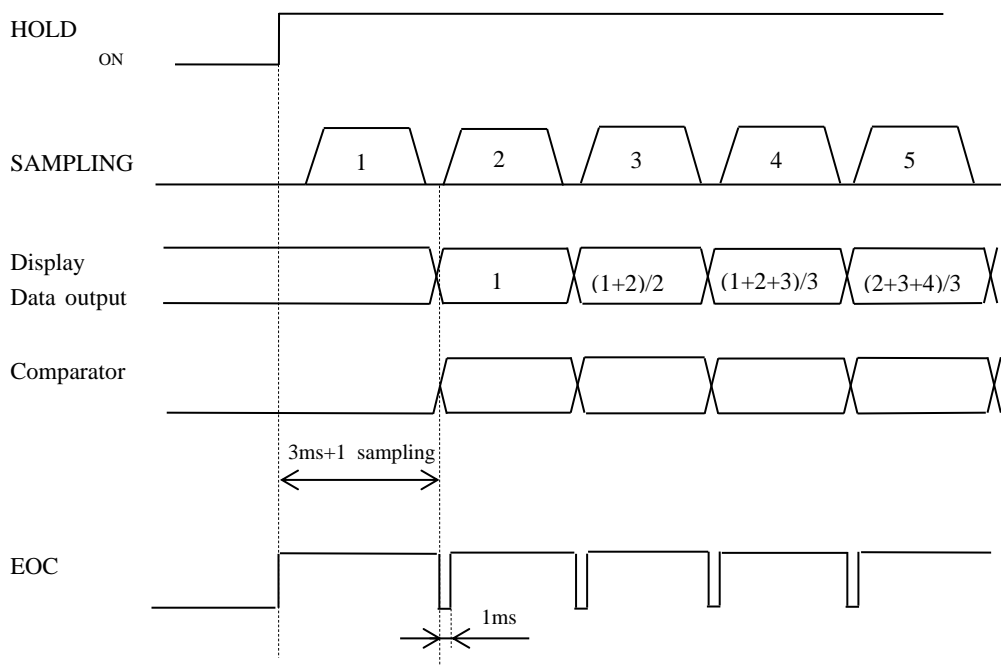 HOLD
ON
SAMPLING
1 2 3 4 5
Display
Data output
1 (1+2)/2 (1+2+3)/3 (2+3+4)/3
Comparator
3ms+1 sampling
EOC
1ms